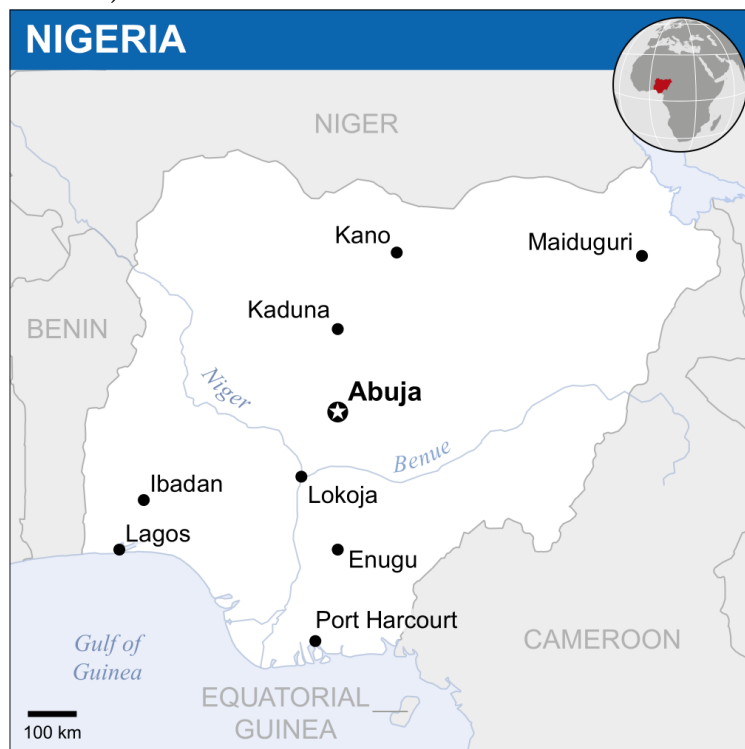 NIGERIA
NIGER
Kano
Maiduguri
Kaduna
BENIN
Niger
Abuja
Benue
Ibadan
Lokoja
Lagos
Enugu
Port Harcourt
Gulf of
Guinea
CAMEROON
EQUATORIAL
GUINEA
100 km